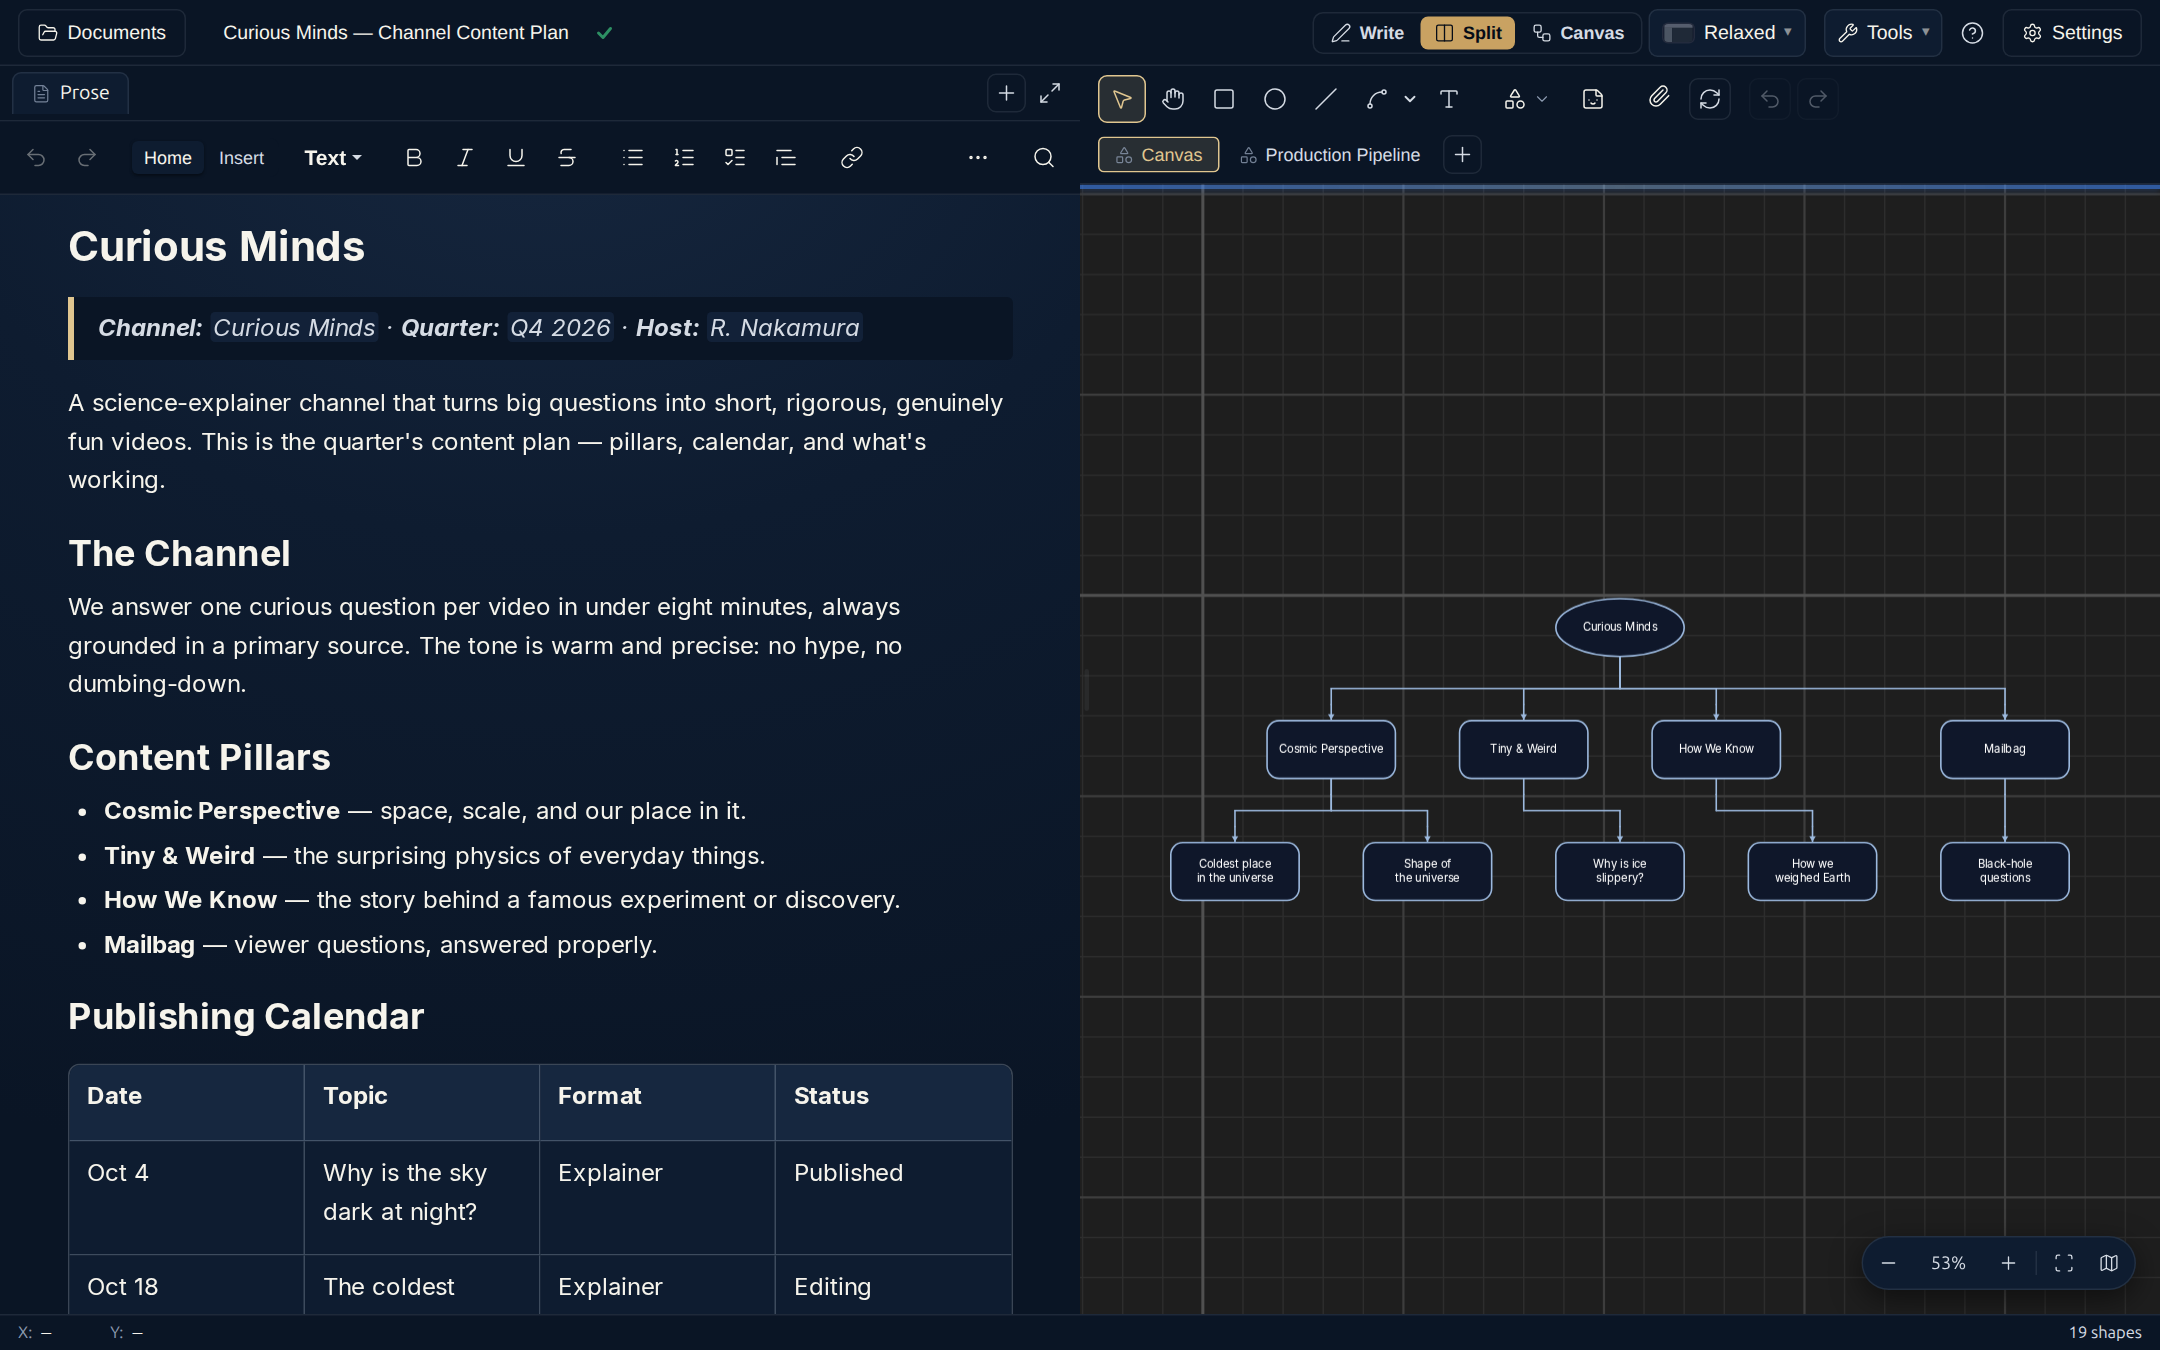 Documents
Curious Minds — Channel Content Plan
Write
Split
Canvas
Relaxed
Tools
Settings
Prose
Home
Insert
Text
Canvas
Production Pipeline
Curious Minds
Channel: Curious Minds · Quarter: Q4 2026 · Host: R. Nakamura
A science-explainer channel that turns big questions into short, rigorous, genuinely
fun videos. This is the quarter's content plan — pillars, calendar, and what's
working.
The Channel
We answer one curious question per video in under eight minutes, always
grounded in a primary source. The tone is warm and precise: no hype, no
dumbing-down.
Content Pillars
• Cosmic Perspective — space, scale, and our place in it.
• Tiny & Weird — the surprising physics of everyday things.
• How We Know — the story behind a famous experiment or discovery.
• Mailbag — viewer questions, answered properly.
Publishing Calendar
Date Topic Format Status
Oct 4 Why is the sky Explainer Published
dark at night?
Oct 18 The coldest Explainer Editing
Curious Minds
Cosmic Perspective
Tiny & Weird
How We Know
Mailbag
Coldest place
in the universe
Shape of
the universe
Why is ice
slippery?
How we
weighed Earth
Black-hole
questions
53%
X: –
Y: –
19 shapes